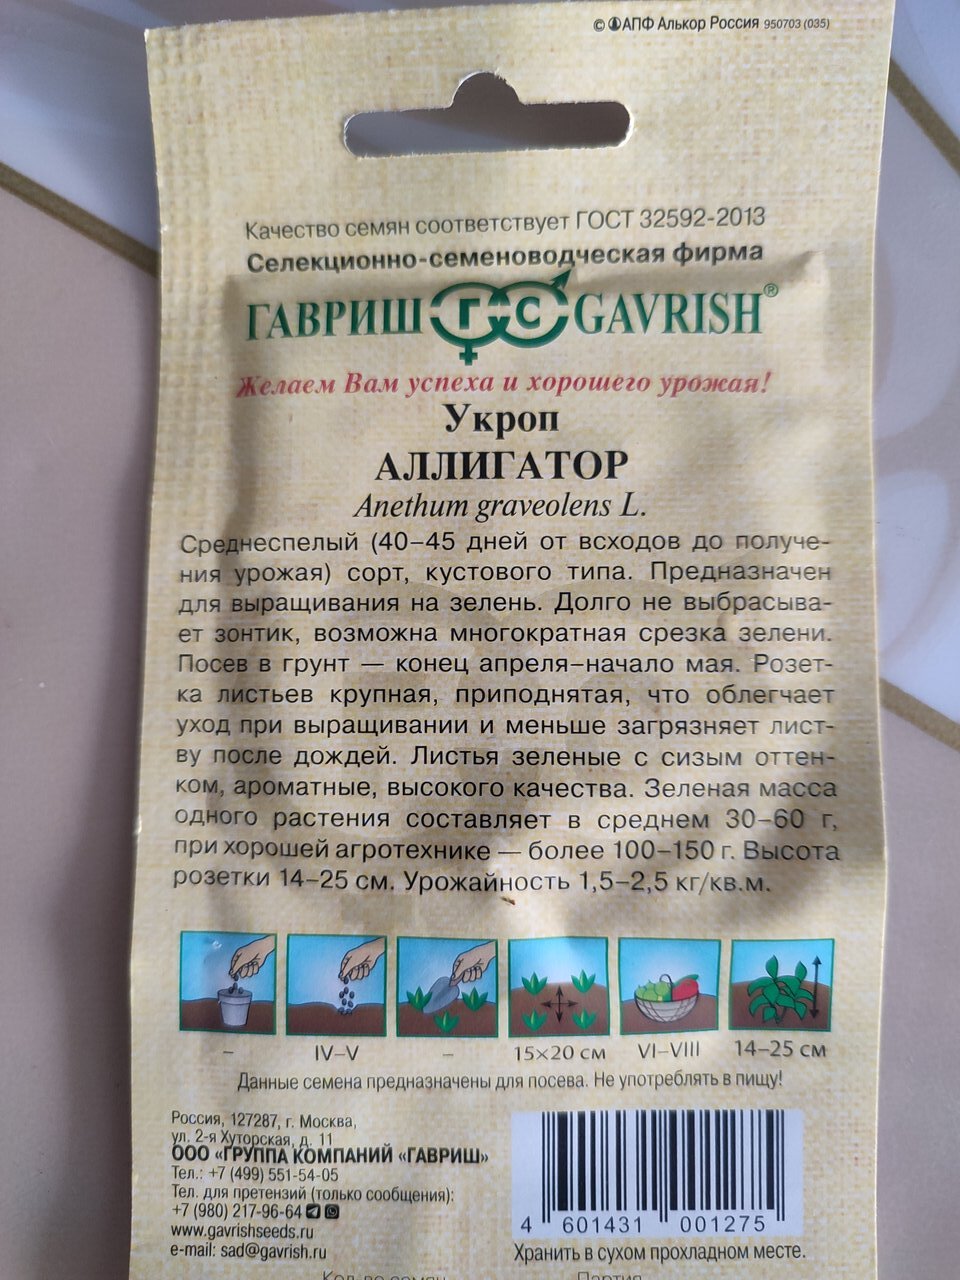 © АПФ Алькор Россия 950703 (035)
Качество семян соответствует ГОСТ 32592-2013
Селекционно-семеноводческая фирма
ГАВРИШ ГС GAVRISH®
Желаем Вам успеха и хорошего урожая!
Укроп
АЛЛИГАТОР
Anethum graveolens L.
Среднеспелый (40–45 дней от всходов до получе-
ния урожая) сорт, кустового типа. Предназначен
для выращивания на зелень. Долго не выбрасыва-
ет зонтик, возможна многократная срезка зелени.
Посев в грунт — конец апреля–начало мая. Розет-
ка листьев крупная, приподнятая, что облегчает
уход при выращивании и меньше загрязняет лист-
ву после дождей. Листья зеленые с сизым оттен-
ком, ароматные, высокого качества. Зеленая масса
одного растения составляет в среднем 30–60 г,
при хорошей агротехнике — более 100–150 г. Высота
розетки 14–25 см. Урожайность 1,5–2,5 кг/кв.м.
– IV–V – 15×20 см VI–VIII 14–25 см
Данные семена предназначены для посева. Не употреблять в пищу!
Россия, 127287, г. Москва,
ул. 2-я Хуторская, д. 11
ООО «ГРУППА КОМПАНИЙ «ГАВРИШ»
Тел.: +7 (499) 551-54-05
Тел. для претензий (только сообщения):
+7 (980) 217-96-64
www.gavrishseeds.ru
e-mail: sad@gavrish.ru
4 601431 001275
Хранить в сухом прохладном месте.
Кол-во семян
Партия